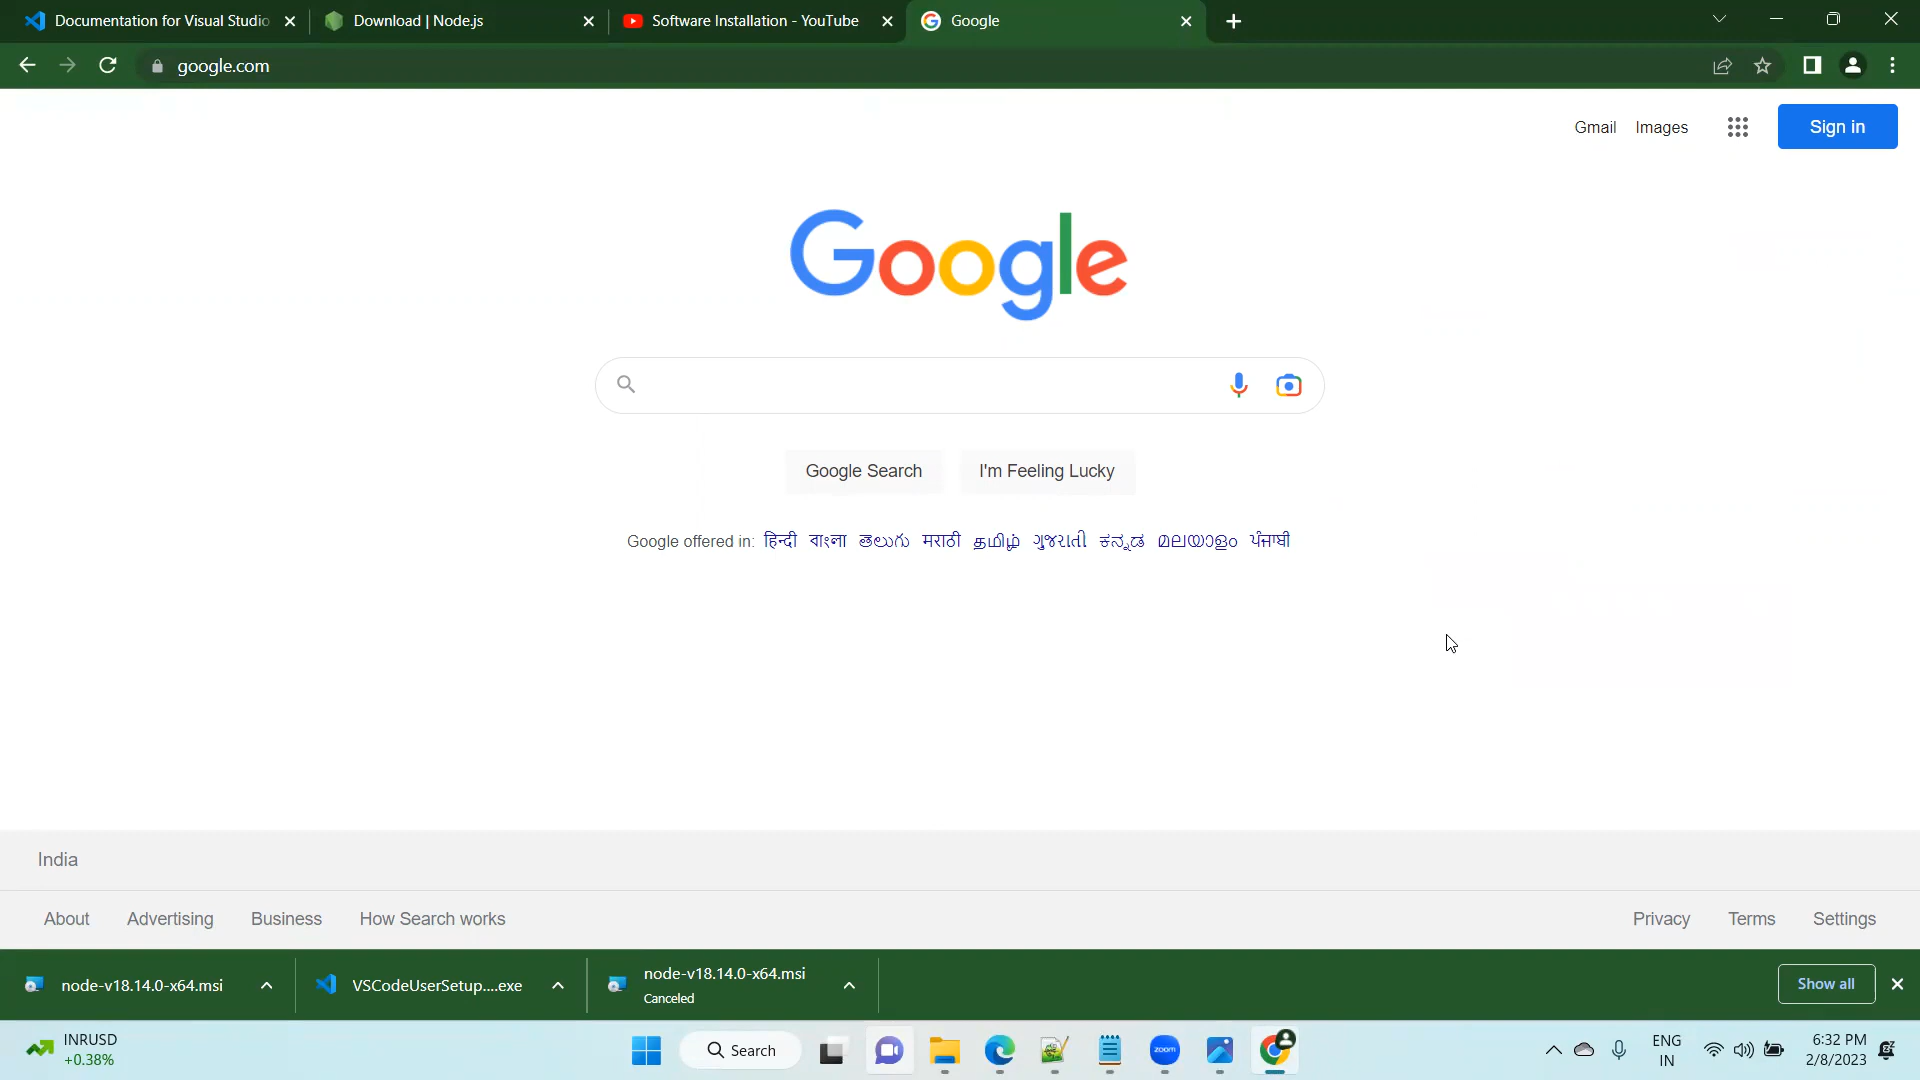 Documentation for Visual Studio
Download | Node.js
Software Installation - YouTube
Google
google.com
Gmail Images Sign in
Google
Google Search I'm Feeling Lucky
Google offered in: हिन्दी বাংলা తెలుగు मराठी தமிழ் ગુજરાતી ಕನ್ನಡ മലയാളം ਪੰਜਾਬੀ
India
About Advertising Business How Search works Privacy Terms Settings
node-v18.14.0-x64.msi
VSCodeUserSetup....exe
node-v18.14.0-x64.msi
Canceled
Show all
INRUSD
+0.38%
Search
zoom
ENG
IN
6:32 PM
2/8/2023